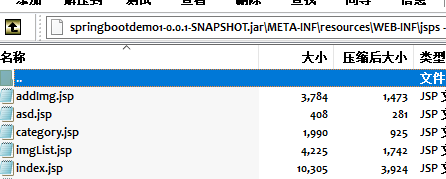 springbootdemo1-0.0.1-SNAPSHOT.jar\META-INF\resources\WEB-INF\jsps -
名称 大小 压缩后大小 类型
.. 文件
addImg.jsp 3,784 1,473 JSP 文
asd.jsp 408 281 JSP 文
category.jsp 1,990 925 JSP 文
imgList.jsp 4,225 1,742 JSP 文
index.jsp 10,305 3,924 JSP 文